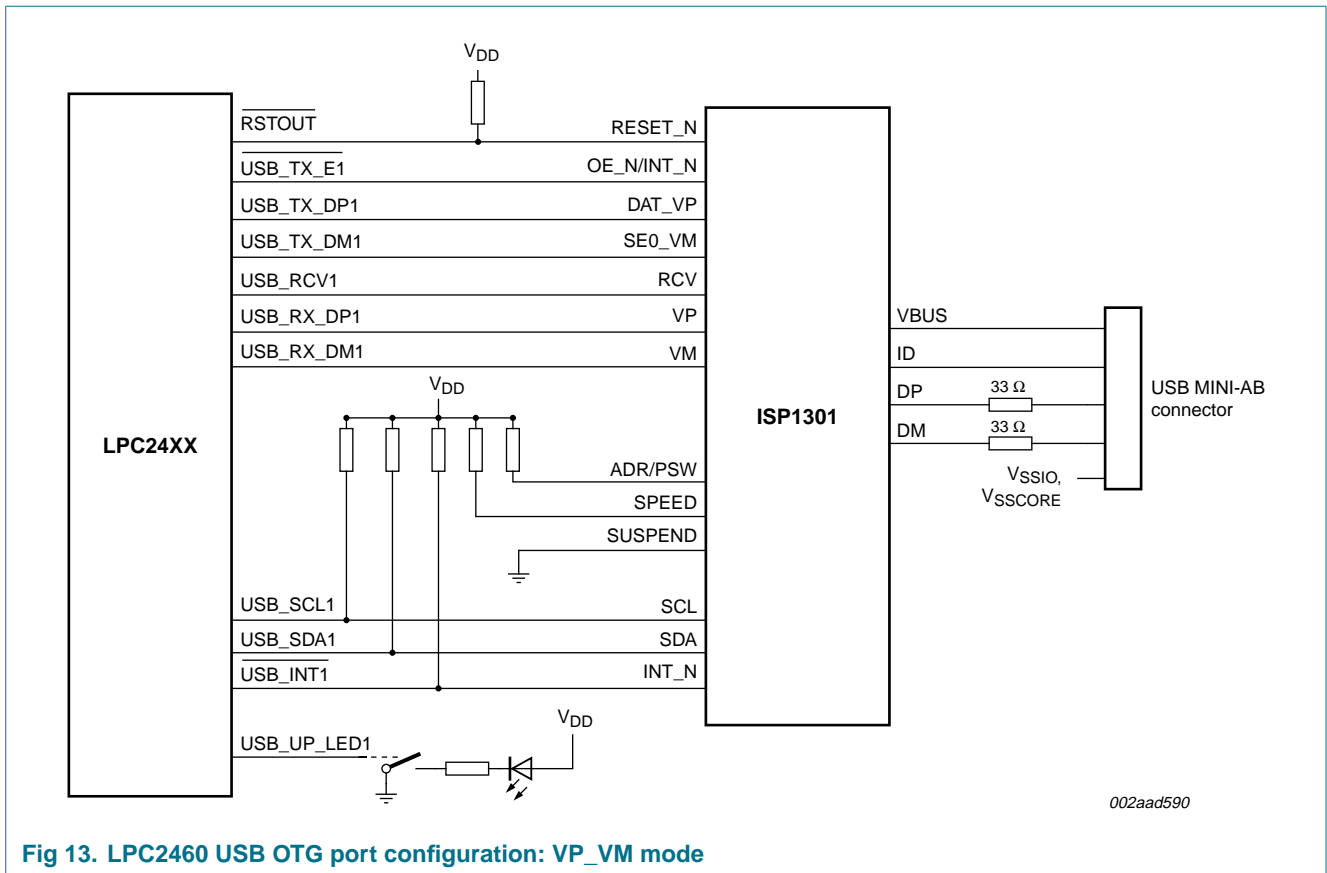 VDD
RSTOUT
RESET_N
USB_TX_E1
OE_N/INT_N
USB_TX_DP1
DAT_VP
USB_TX_DM1
SE0_VM
USB_RCV1
RCV
USB_RX_DP1
VP
USB_RX_DM1
VM
VBUS
ID
DP
33 Ω
DM
33 Ω
USB MINI-AB
connector
VSSIO,
VSSCORE
LPC24XX
ISP1301
VDD
ADR/PSW
SPEED
SUSPEND
USB_SCL1
SCL
USB_SDA1
SDA
USB_INT1
INT_N
VDD
USB_UP_LED1
002aad590
Fig 13. LPC2460 USB OTG port configuration: VP_VM mode